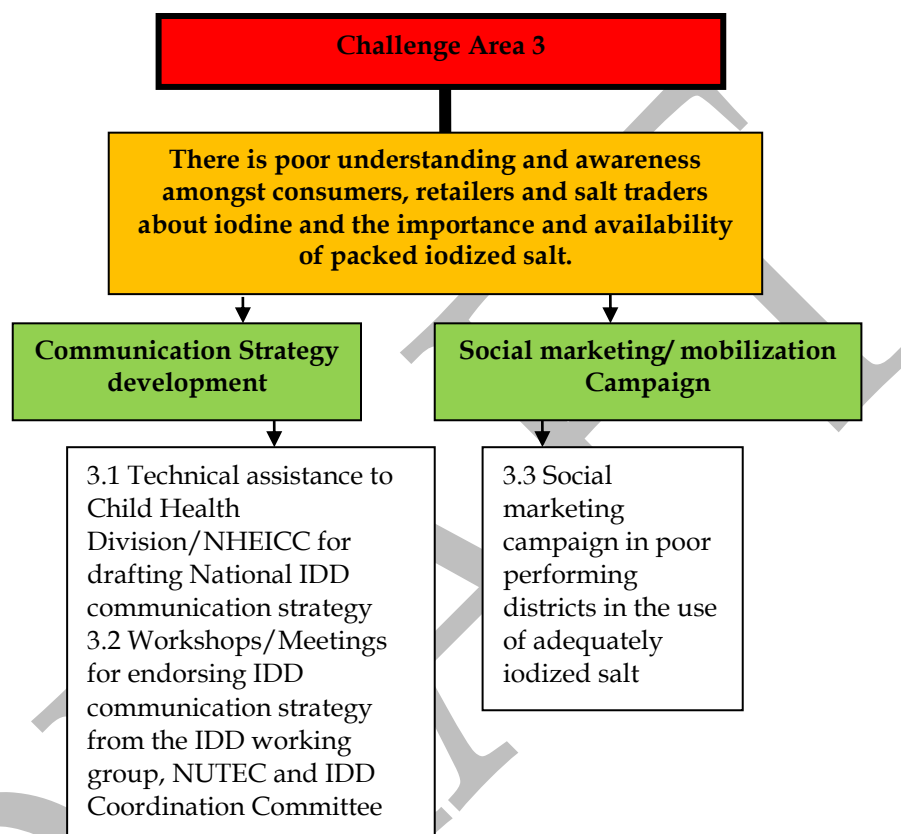 Challenge Area 3
There is poor understanding and awareness
amongst consumers, retailers and salt traders
about iodine and the importance and availability
of packed iodized salt.
Communication Strategy
development
Social marketing/ mobilization
Campaign
3.1 Technical assistance to
Child Health
Division/NHEICC for
drafting National IDD
communication strategy
3.2 Workshops/Meetings
for endorsing IDD
communication strategy
from the IDD working
group, NUTEC and IDD
Coordination Committee
3.3 Social
marketing
campaign in poor
performing
districts in the use
of adequately
iodized salt